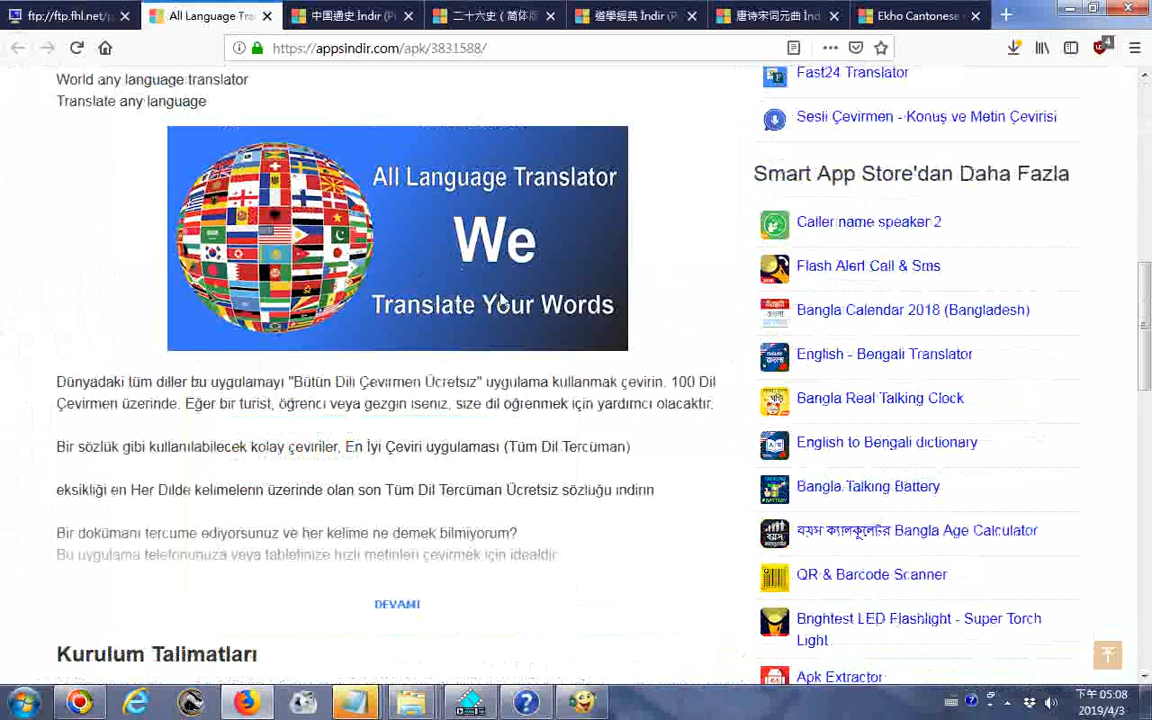 ftp://ftp.fhl.net/p
All Language Tra
中国通史 İndir (P
二十六史（简体版
道學經典 İndir (P
唐诗宋词元曲 İnd
Ekho Cantonese
https://appsindir.com/apk/3831588/
4
World any language translator
Translate any language
All Language Translator
We
Translate Your Words
Dünyadaki tüm diller bu uygulamayı "Bütün Dili Çevirmen Ücretsiz" uygulama kullanmak çevirin. 100 Dil
Çevirmen üzerinde. Eğer bir turist, öğrenci veya gezgin iseniz, size dil öğrenmek için yardımcı olacaktır.
Bir sözlük gibi kullanılabilecek kolay çeviriler, En İyi Çeviri uygulaması (Tüm Dil Tercüman)
eksikliği en Her Dilde kelimelerin üzerinde olan son Tüm Dil Tercüman Ücretsiz sözlüğü indirin
Bir dokümanı tercüme ediyorsunuz ve her kelime ne demek bilmiyorum?
Bu uygulama telefonunuza veya tabletinize hızlı metinleri çevirmek için idealdir
DEVAMI
Kurulum Talimatları
Fast24 Translator
Sesli Çevirmen - Konuş ve Metin Çevirisi
Smart App Store'dan Daha Fazla
Caller name speaker 2
Flash Alert Call & Sms
Bangla Calendar 2018 (Bangladesh)
English - Bengali Translator
Bangla Real Talking Clock
English to Bengali dictionary
Bangla Talking Battery
বয়স ক্যালকুলেটর Bangla Age Calculator
QR & Barcode Scanner
Brightest LED Flashlight - Super Torch
Light
Apk Extractor
下午 05:08
2019/4/3